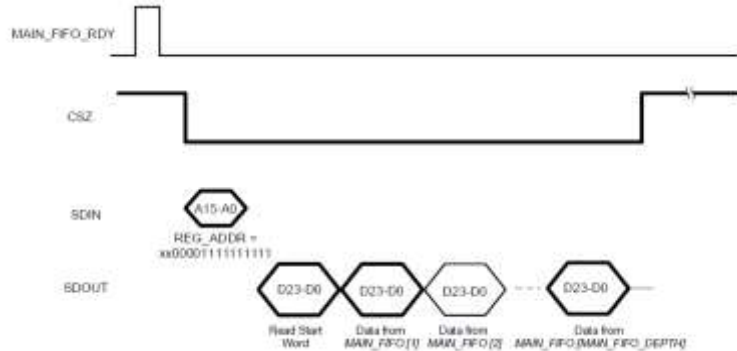 MAIN_FIFO_RDY
CSZ
SDIN
A15-A0
REG_ADDR =
xx00001111111111
SDOUT
D23-D0 D23-D0 D23-D0 D23-D0
Read Start Data from Data from Data from
Word MAIN_FIFO [1] MAIN_FIFO [2] MAIN_FIFO [MAIN_FIFO_DEPTH]